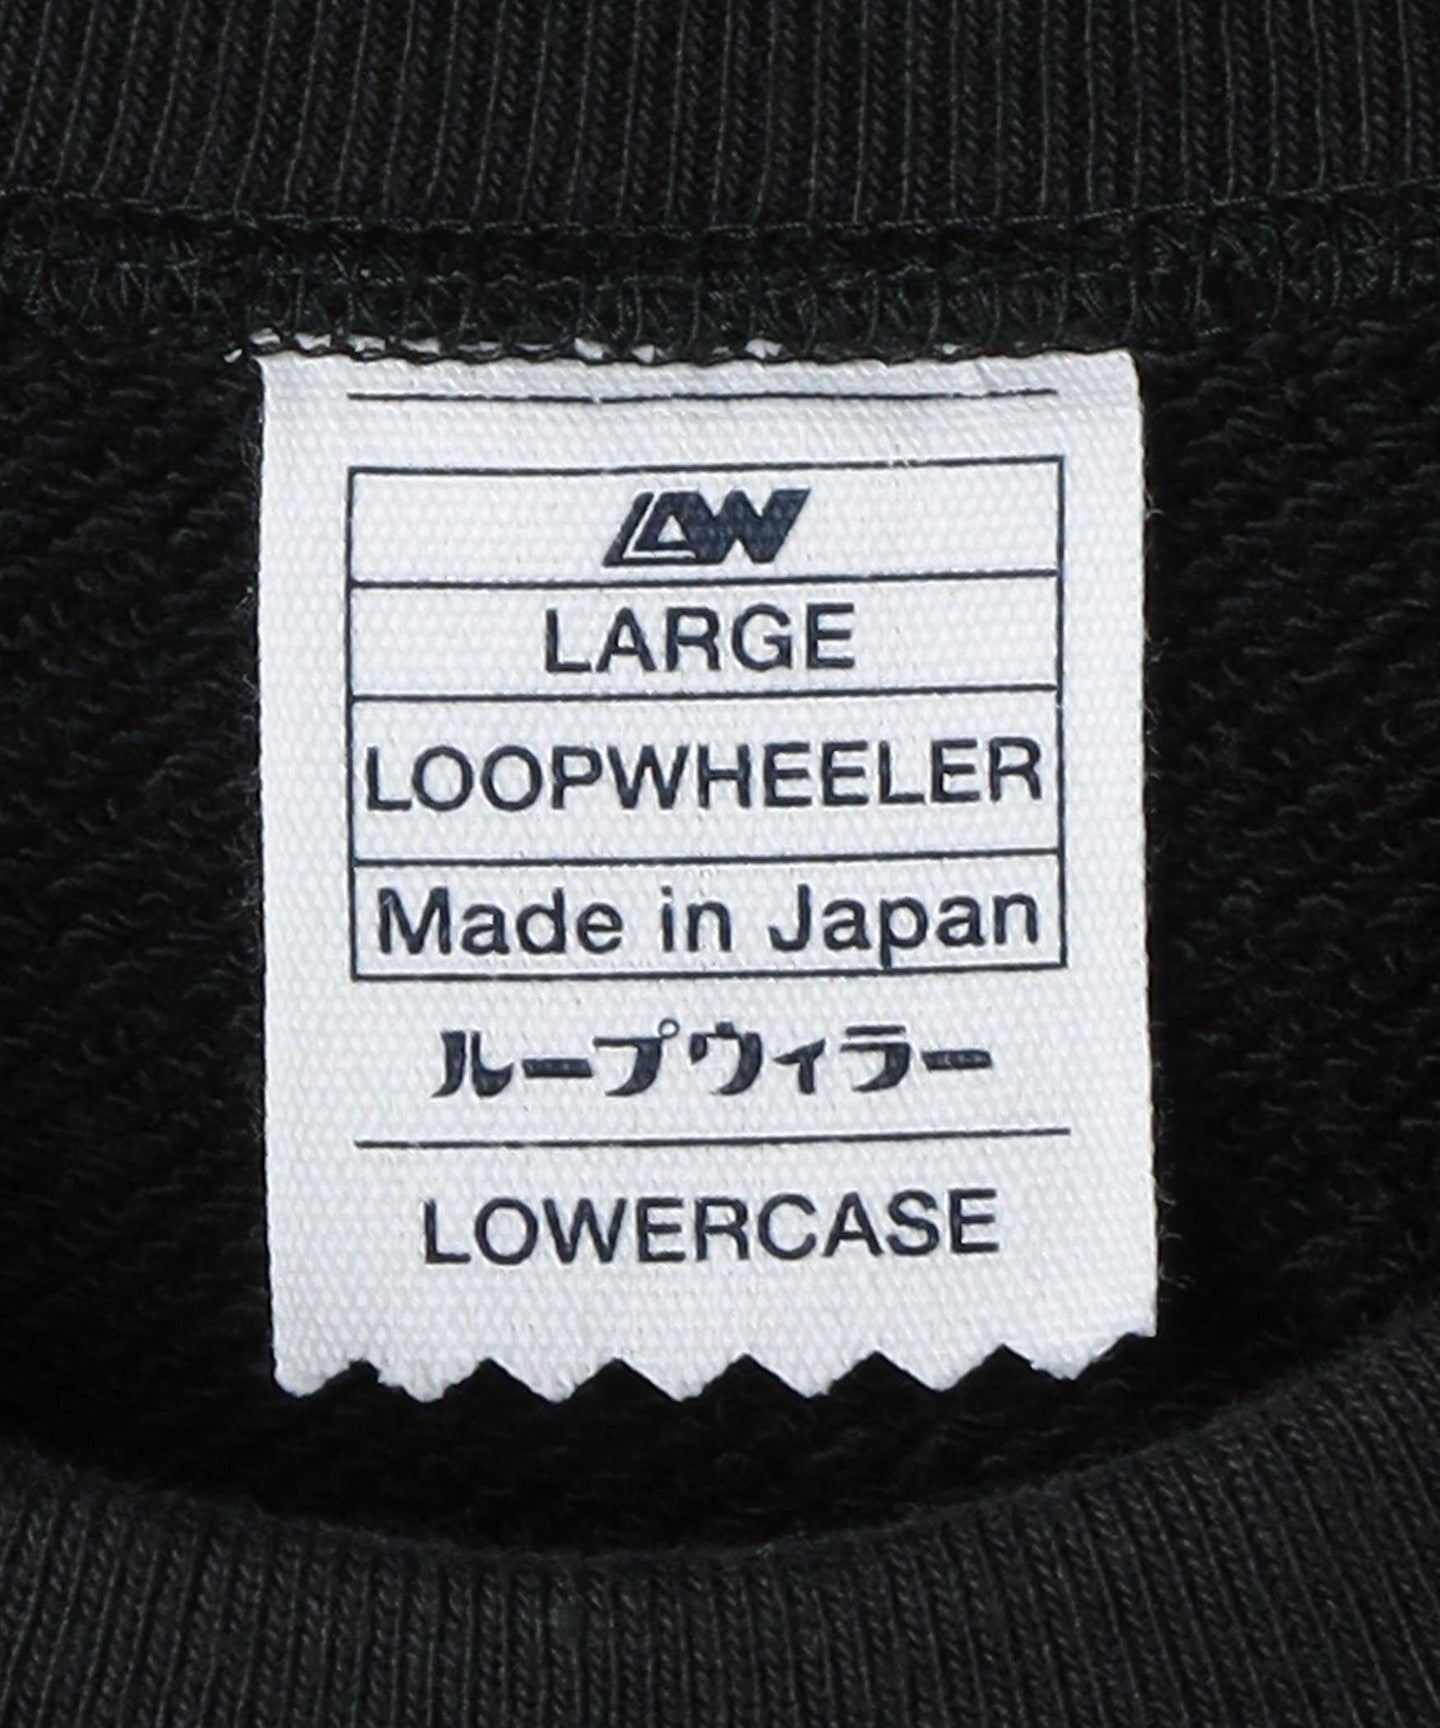 LW
LARGE
LOOPWHEELER
Made in Japan
ループウィラー
LOWERCASE